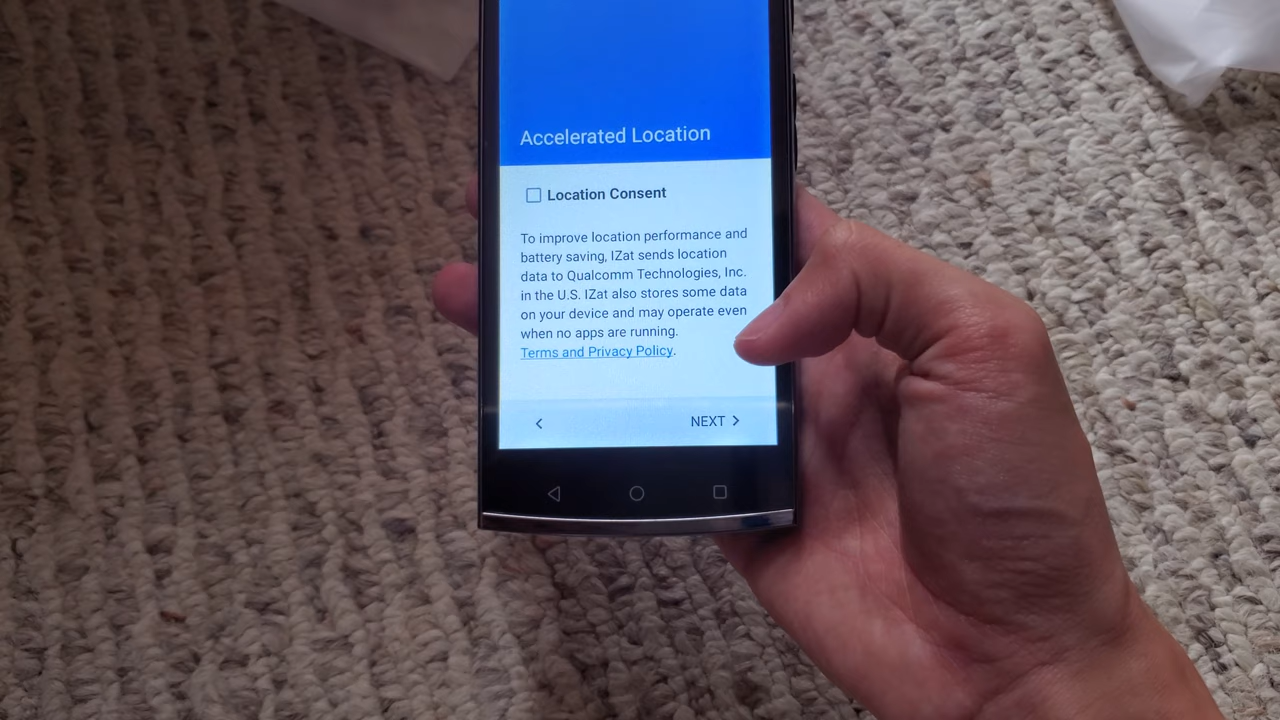 Accelerated Location
Location Consent
To improve location performance and
battery saving, IZat sends location
data to Qualcomm Technologies, Inc.
in the U.S. IZat also stores some data
on your device and may operate even
when no apps are running.
Terms and Privacy Policy.
NEXT